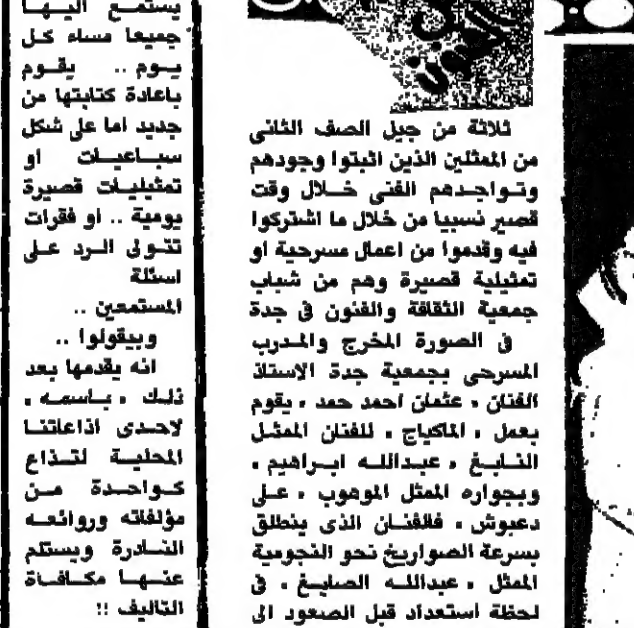 ثلاثة من جيل الصف الثانى
من الممثلين الذين اثبتوا وجودهم
وتواجدهم الفنى خلال وقت
قصير نسبيا من خلال ما اشتركوا
فيه وقدموا من اعمال مسرحية او
تمثيلية قصيرة وهم من شباب
جمعية الثقافة والفنون فى جدة
فى الصورة المخرج والمدرب
المسرحى بجمعية جدة الاستاذ
الفنان ، عثمان احمد حمد ، يقوم
بعمل ، الماكياج ، للفنان الممثل
النابغ ، عبدالله ابراهيم ،
وبجواره الممثل الموهوب ، على
دعبوش ، فالفنان الذى ينطلق
بسرعة الصواريخ نحو النجومية
الممثل ، عبدالله الصايغ ، فى
لحظة استعداد قبل الصعود الى
يستمع اليها
جميعا مساء كل
يوم .. يقوم
باعادة كتابتها من
جديد اما على شكل
سباعيات او
تمثيليات قصيرة
يومية .. او فقرات
تتولى الرد على
اسئلة
المستمعين ..
وبيقولوا ..
انه يقدمها بعد
ذلك ، باسمه ،
لاحدى اذاعاتنا
المحلية لتذاع
كواحدة من
مؤلفاته وروائعه
النادرة ويستلم
عنها مكافاة
التاليف !!